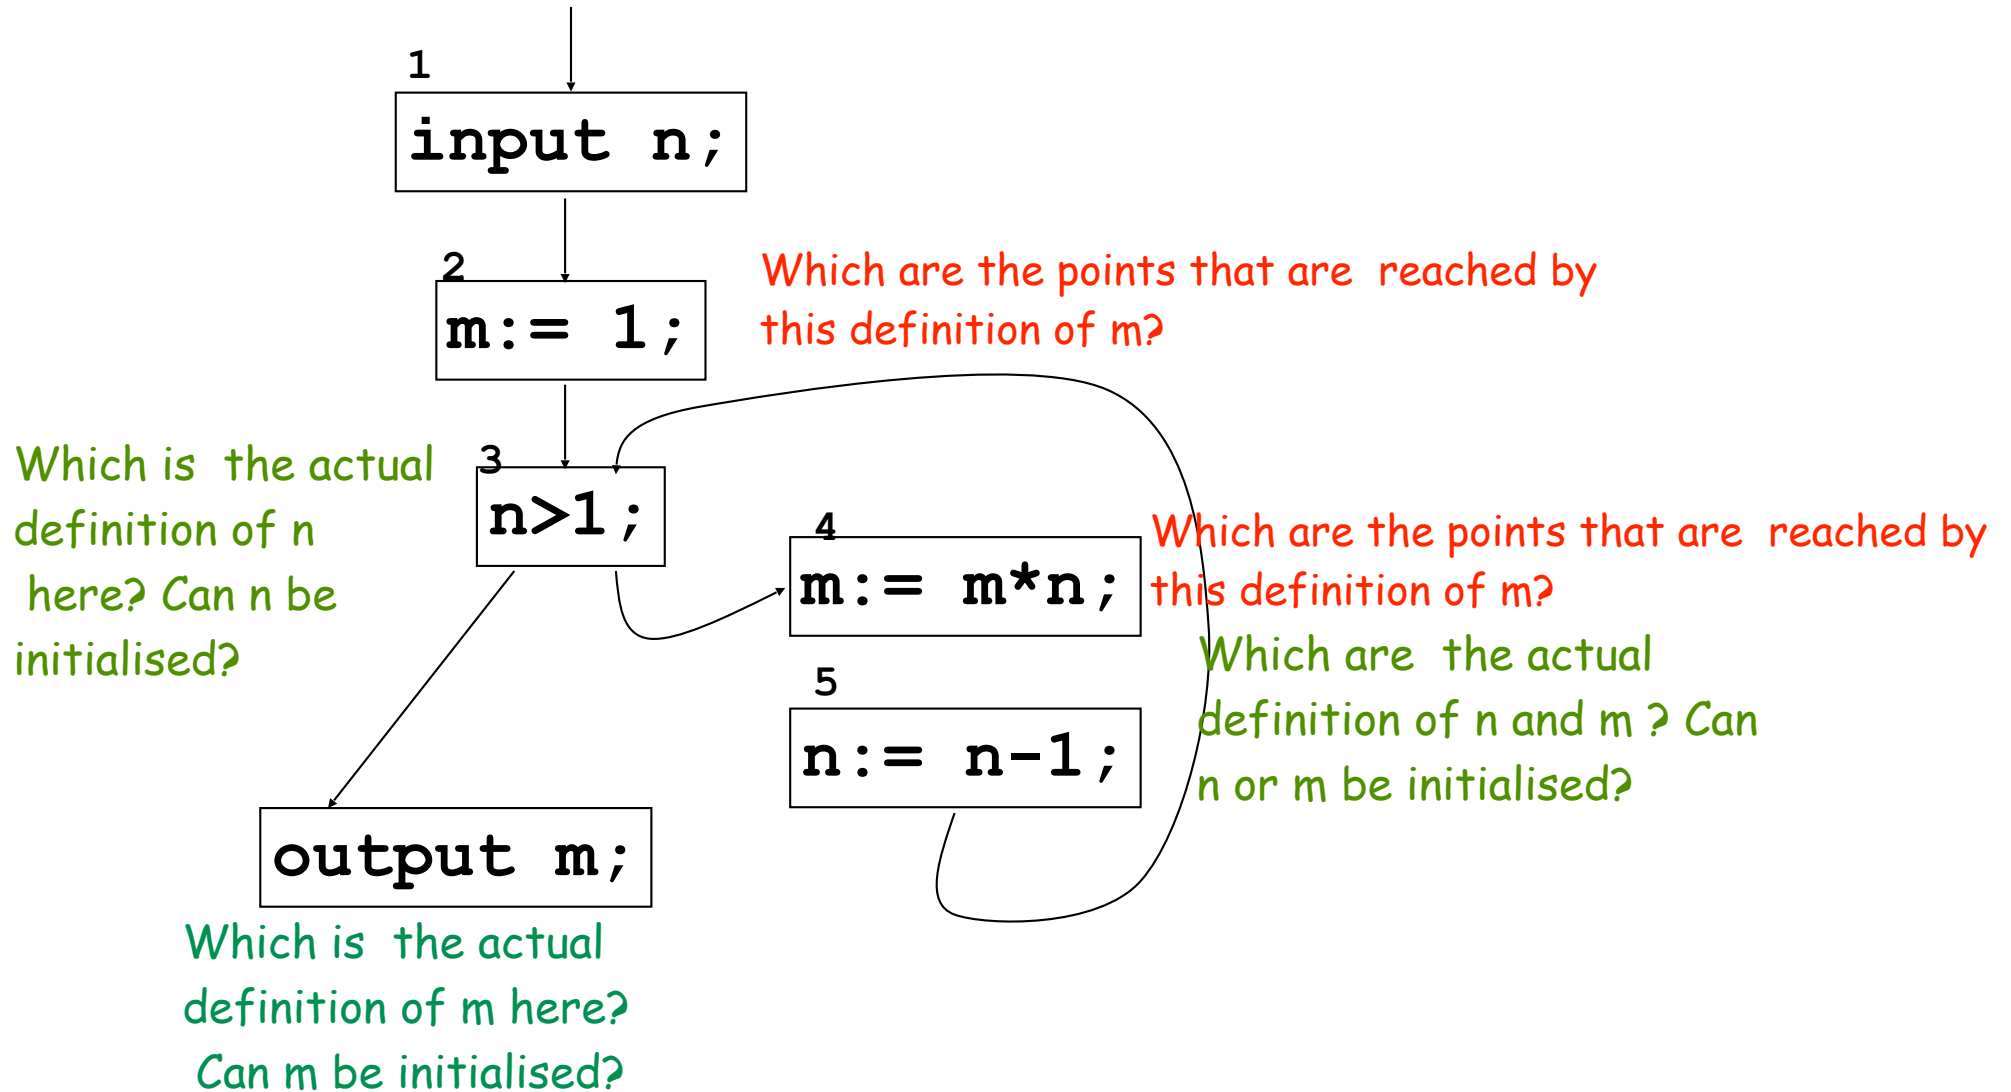 1
input n;
2
m:= 1;
Which are the points that are reached by
this definition of m?
3
n>1;
Which is the actual
definition of n
here? Can n be
initialised?
4
m:= m*n;
Which are the points that are reached by
this definition of m?
5
n:= n-1;
Which are the actual
definition of n and m ? Can
n or m be initialised?
output m;
Which is the actual
definition of m here?
Can m be initialised?